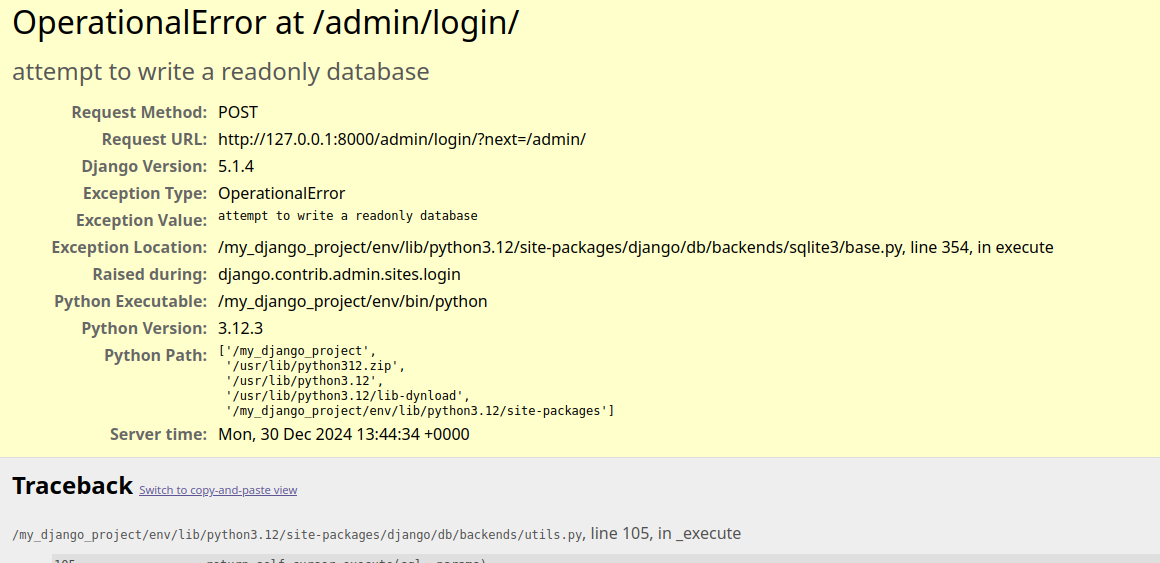 OperationalError at /admin/login/
attempt to write a readonly database
Request Method: POST
Request URL: http://127.0.0.1:8000/admin/login/?next=/admin/
Django Version: 5.1.4
Exception Type: OperationalError
Exception Value: attempt to write a readonly database
Exception Location: /my_django_project/env/lib/python3.12/site-packages/django/db/backends/sqlite3/base.py, line 354, in execute
Raised during: django.contrib.admin.sites.login
Python Executable: /my_django_project/env/bin/python
Python Version: 3.12.3
Python Path: ['/my_django_project',
'/usr/lib/python312.zip',
'/usr/lib/python3.12',
'/usr/lib/python3.12/lib-dynload',
'/my_django_project/env/lib/python3.12/site-packages']
Server time: Mon, 30 Dec 2024 13:44:34 +0000
Traceback Switch to copy-and-paste view
/my_django_project/env/lib/python3.12/site-packages/django/db/backends/utils.py, line 105, in _execute
105 return self.cursor.execute(sql, params)